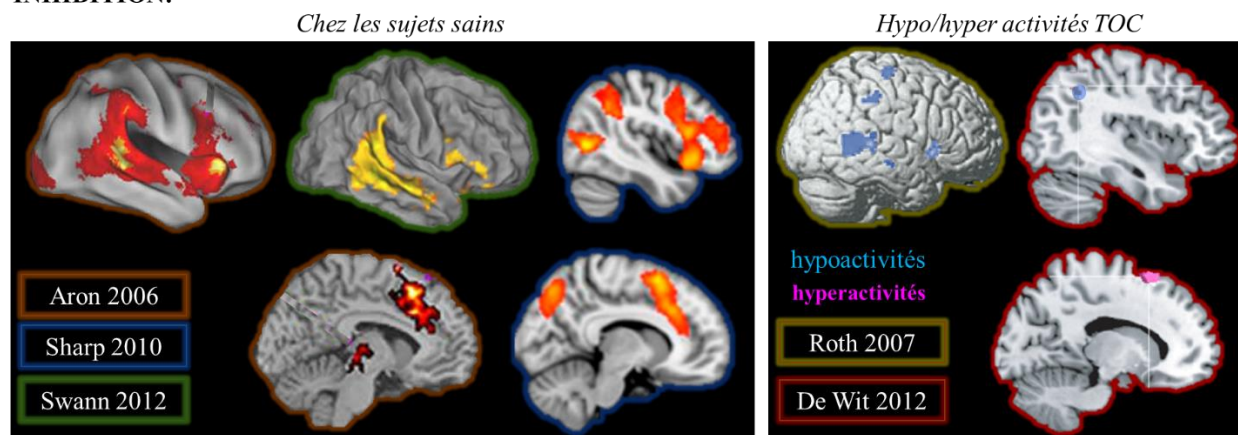 INHIBITION:
Chez les sujets sains
Hypo/hyper activités TOC
Aron 2006
Sharp 2010
Swann 2012
hypoactivités
hyperactivités
Roth 2007
De Wit 2012